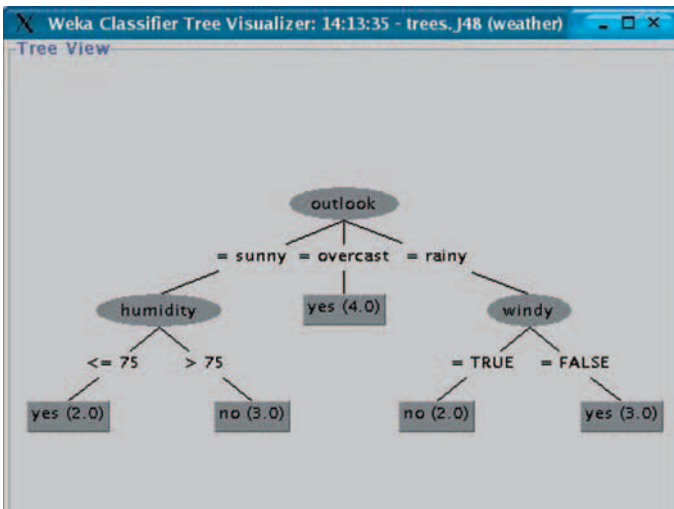 Weka Classifier Tree Visualizer: 14:13:35 - trees.J48 (weather)
Tree View
outlook
= sunny = overcast = rainy
humidity yes (4.0) windy
<= 75 > 75 = TRUE = FALSE
yes (2.0) no (3.0) no (2.0) yes (3.0)